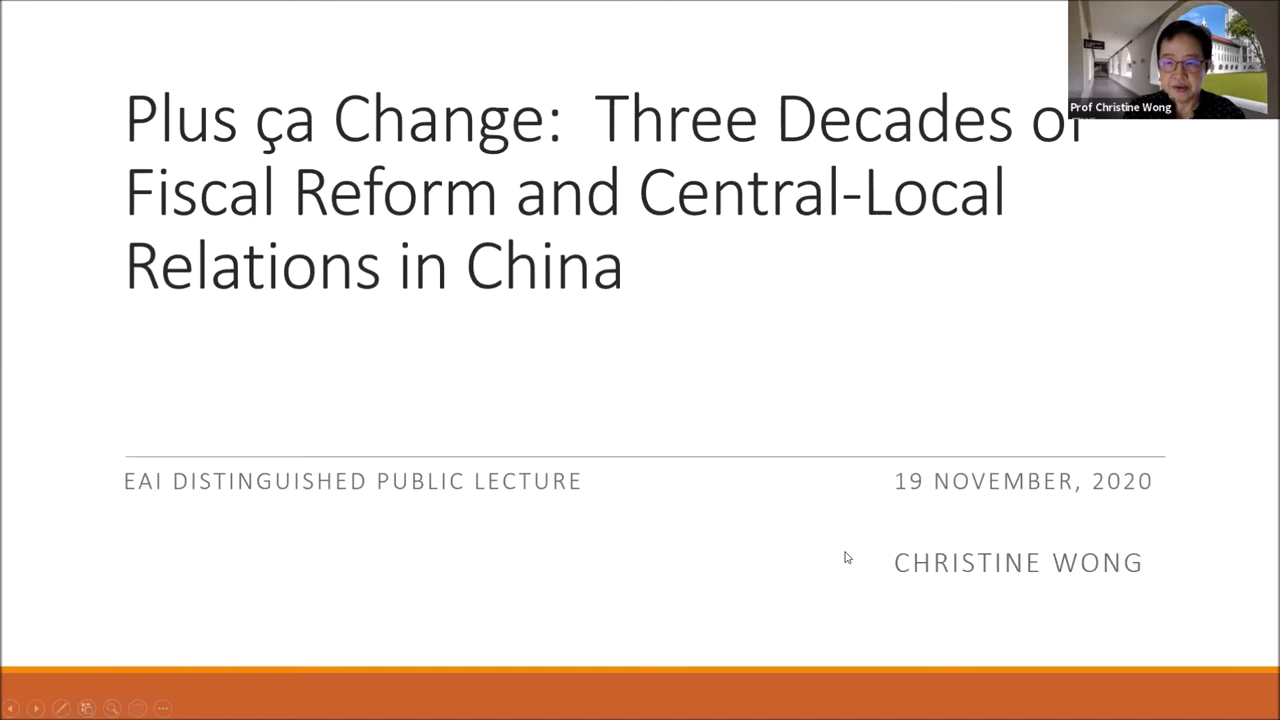 Plus ça Change: Three Decades of
Fiscal Reform and Central-Local
Relations in China
Prof Christine Wong
EAI DISTINGUISHED PUBLIC LECTURE
19 NOVEMBER, 2020
CHRISTINE WONG